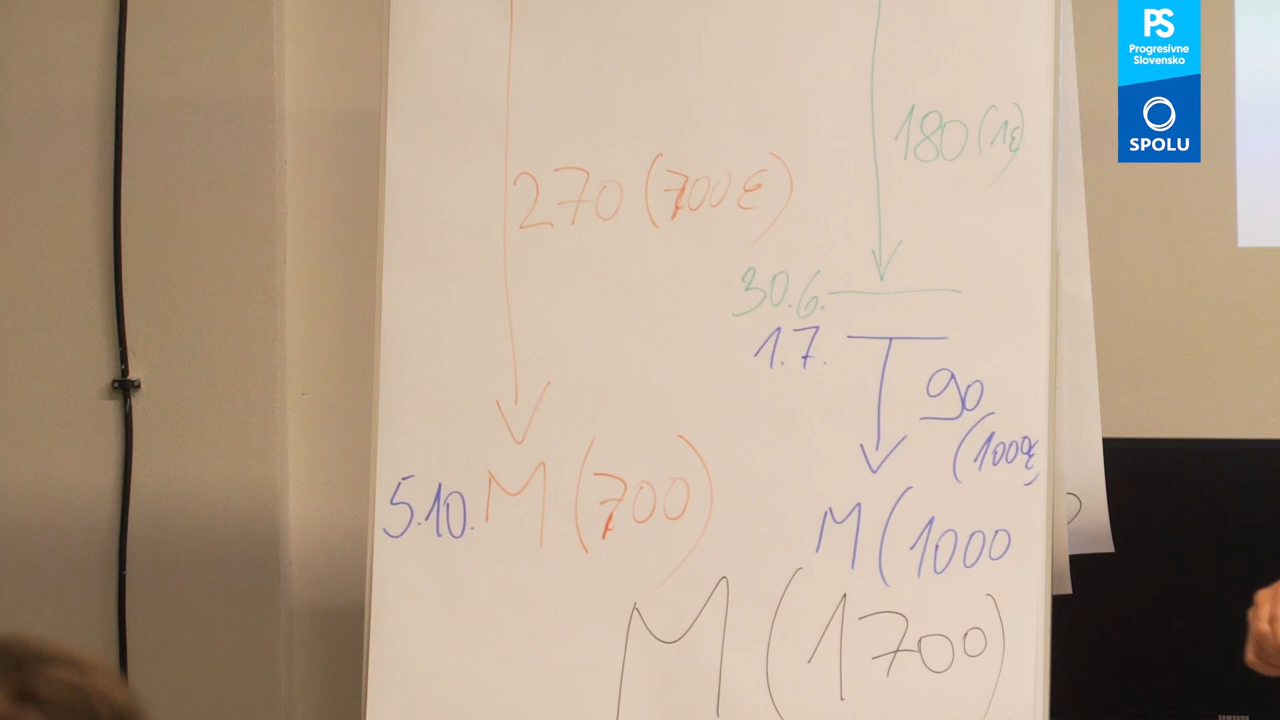 PS
Progresívne
Slovensko
SPOLU
180 (1€)
270 (700€)
30.6.
1.7.
90
(100€
5.10. M (700)
M (1000
M (1700)
SAMSUNG